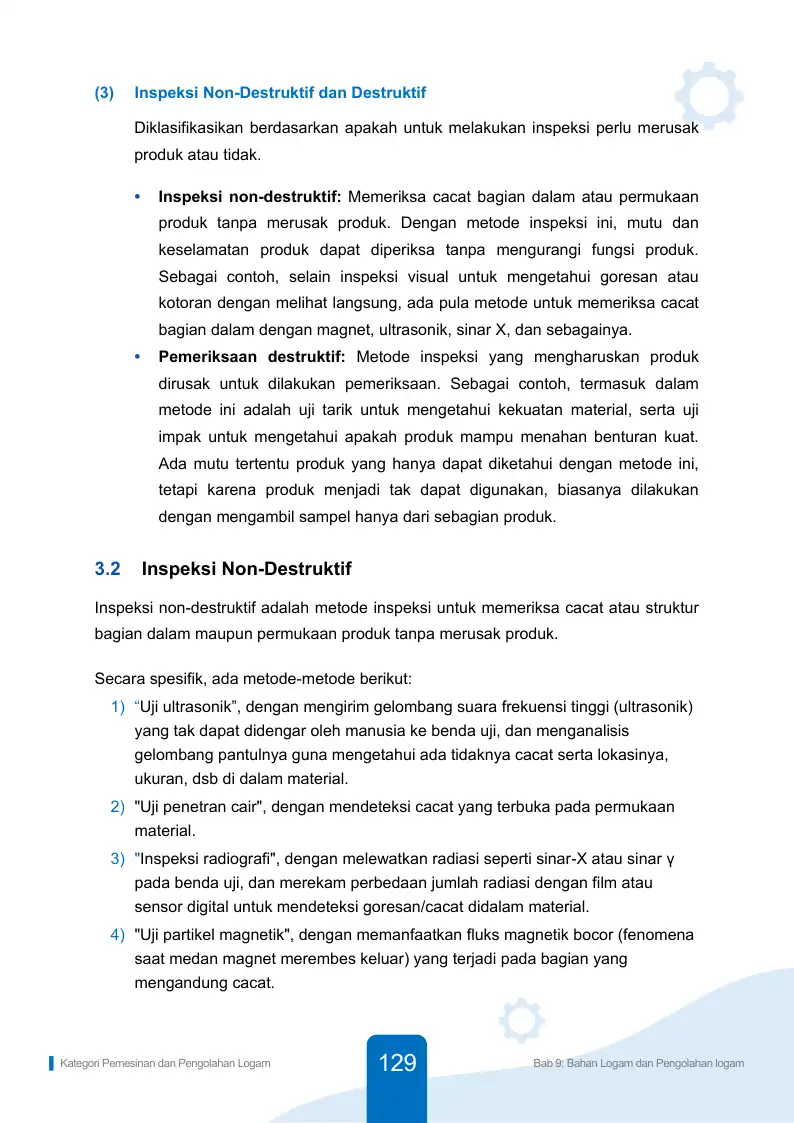 (3) Inspeksi Non-Destruktif dan Destruktif
Diklasifikasikan berdasarkan apakah untuk melakukan inspeksi perlu merusak
produk atau tidak.
• Inspeksi non-destruktif: Memeriksa cacat bagian dalam atau permukaan
produk tanpa merusak produk. Dengan metode inspeksi ini, mutu dan
keselamatan produk dapat diperiksa tanpa mengurangi fungsi produk.
Sebagai contoh, selain inspeksi visual untuk mengetahui goresan atau
kotoran dengan melihat langsung, ada pula metode untuk memeriksa cacat
bagian dalam dengan magnet, ultrasonik, sinar X, dan sebagainya.
• Pemeriksaan destruktif: Metode inspeksi yang mengharuskan produk
dirusak untuk dilakukan pemeriksaan. Sebagai contoh, termasuk dalam
metode ini adalah uji tarik untuk mengetahui kekuatan material, serta uji
impak untuk mengetahui apakah produk mampu menahan benturan kuat.
Ada mutu tertentu produk yang hanya dapat diketahui dengan metode ini,
tetapi karena produk menjadi tak dapat digunakan, biasanya dilakukan
dengan mengambil sampel hanya dari sebagian produk.
3.2 Inspeksi Non-Destruktif
Inspeksi non-destruktif adalah metode inspeksi untuk memeriksa cacat atau struktur
bagian dalam maupun permukaan produk tanpa merusak produk.
Secara spesifik, ada metode-metode berikut:
1) “Uji ultrasonik”, dengan mengirim gelombang suara frekuensi tinggi (ultrasonik)
yang tak dapat didengar oleh manusia ke benda uji, dan menganalisis
gelombang pantulnya guna mengetahui ada tidaknya cacat serta lokasinya,
ukuran, dsb di dalam material.
2) "Uji penetran cair", dengan mendeteksi cacat yang terbuka pada permukaan
material.
3) "Inspeksi radiografi", dengan melewatkan radiasi seperti sinar-X atau sinar γ
pada benda uji, dan merekam perbedaan jumlah radiasi dengan film atau
sensor digital untuk mendeteksi goresan/cacat didalam material.
4) "Uji partikel magnetik", dengan memanfaatkan fluks magnetik bocor (fenomena
saat medan magnet merembes keluar) yang terjadi pada bagian yang
mengandung cacat.
Kategori Pemesinan dan Pengolahan Logam
129
Bab 9: Bahan Logam dan Pengolahan logam